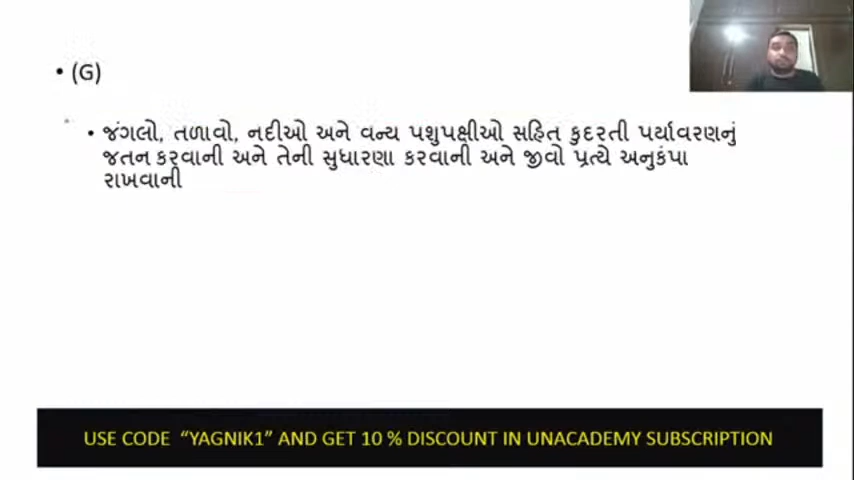 • (G)
• જંગલો, તળાવો, નદીઓ અને વન્ય પશુપક્ષીઓ સહિત કુદરતી પર્યાવરણનું
જતન કરવાની અને તેની સુધારણા કરવાની અને જીવો પ્રત્યે અનુકંપા
રાખવાની
USE CODE “YAGNIK1” AND GET 10 % DISCOUNT IN UNACADEMY SUBSCRIPTION